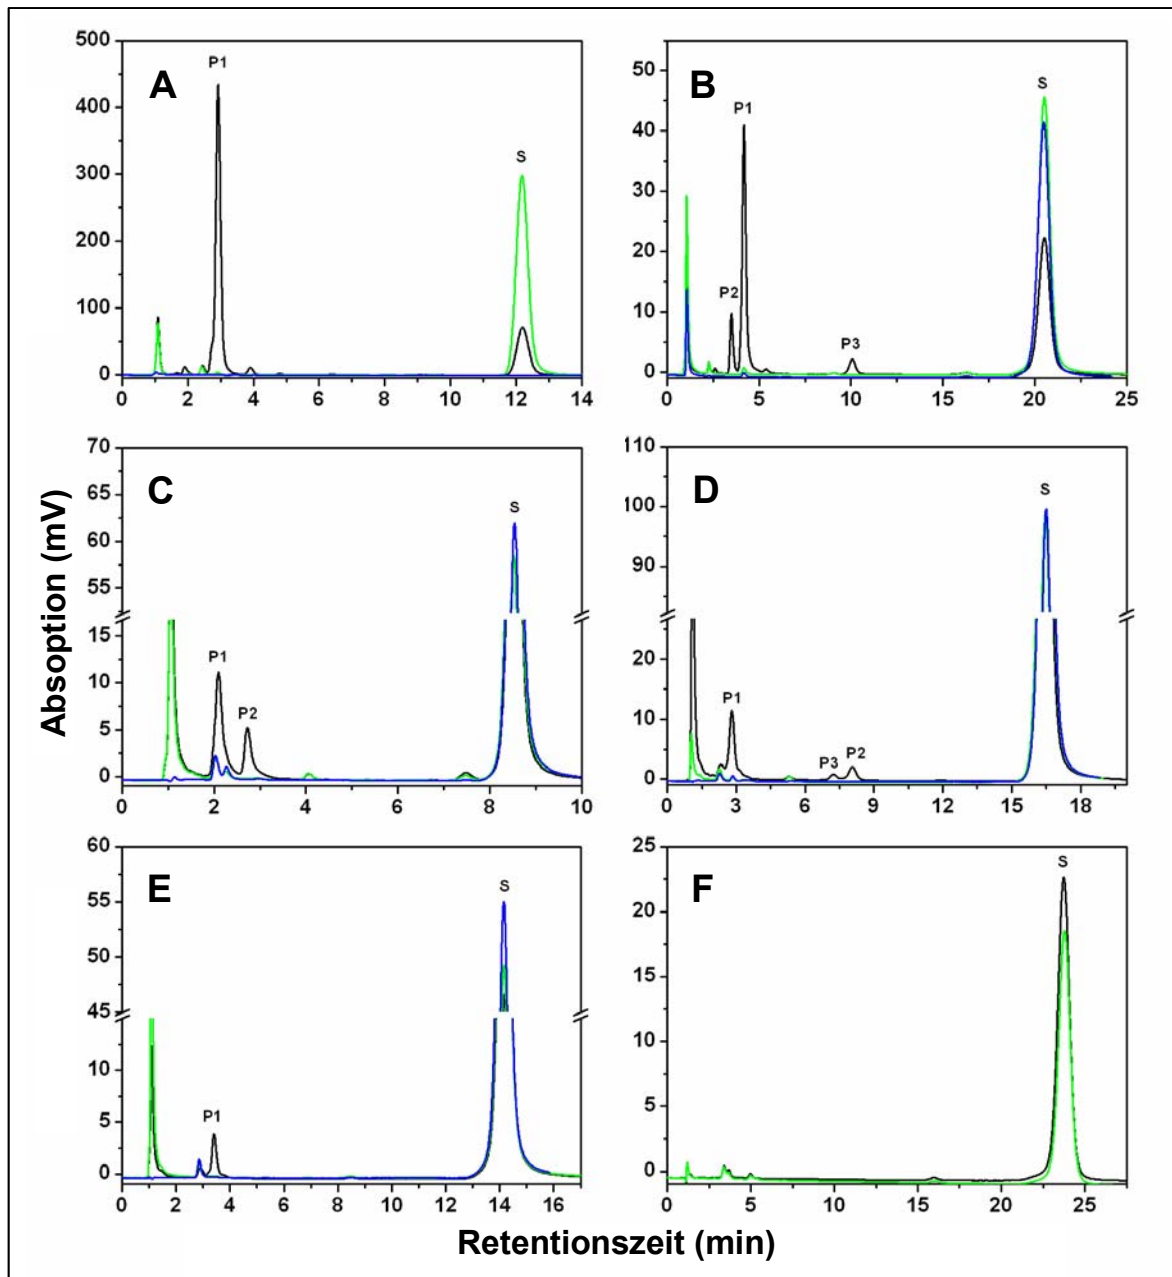 A
P1
S
500
400
300
200
100
0
0 2 4 6 8 10 12 14
B
P1
P2
P3
S
50
40
30
20
10
0
0 5 10 15 20 25
C
P1
P2
S
70
65
60
55
15
10
5
0
0 2 4 6 8 10
D
P1
P3
P2
S
110
100
90
20
10
0
0 3 6 9 12 15 18
E
P1
S
60
55
50
45
10
5
0
0 2 4 6 8 10 12 14 16
F
S
25
20
15
10
5
0
0 5 10 15 20 25
Absoption (mV)
Retentionszeit (min)